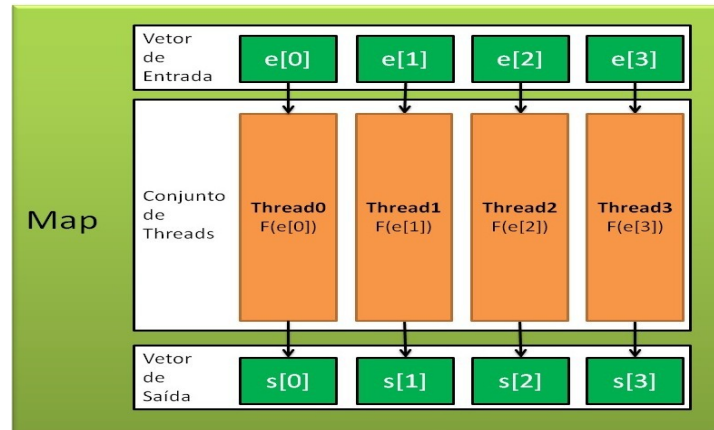 Map
Vetor
de
Entrada
e[0] e[1] e[2] e[3]
Conjunto
de
Threads
Thread0 Thread1 Thread2 Thread3
F(e[0]) F(e[1]) F(e[2]) F(e[3])
Vetor
de
Saída
s[0] s[1] s[2] s[3]